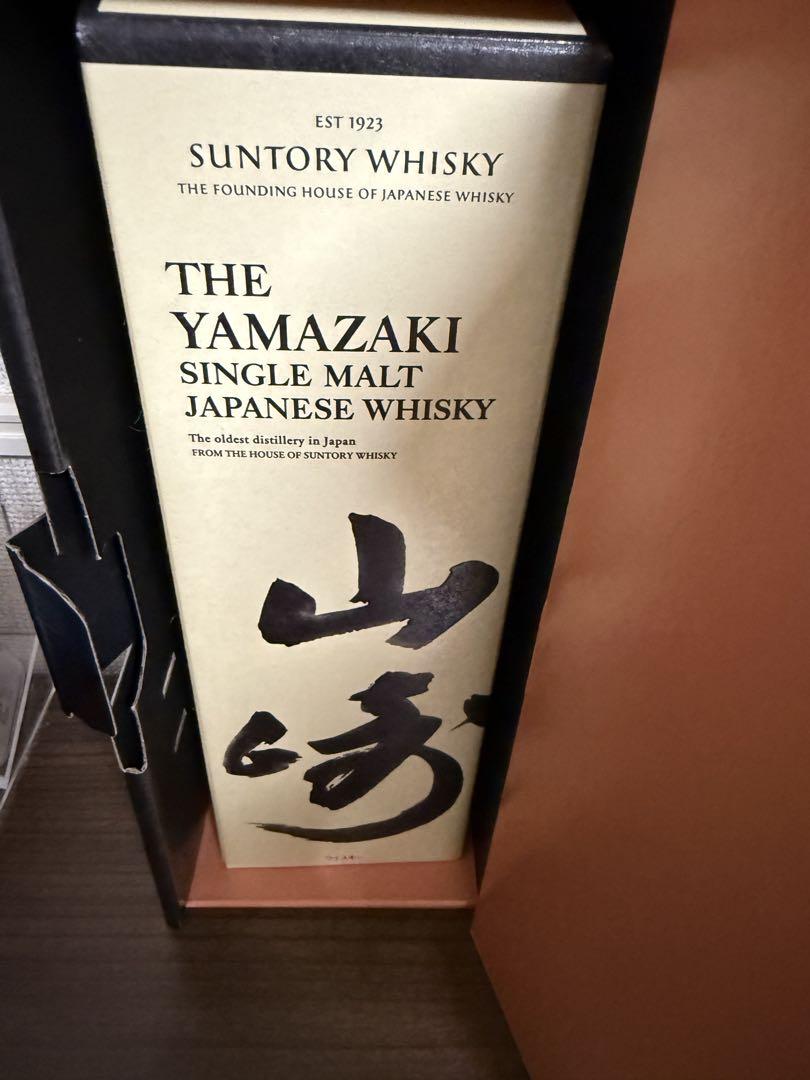 EST 1923
SUNTORY WHISKY
THE FOUNDING HOUSE OF JAPANESE WHISKY
THE
YAMAZAKI
SINGLE MALT
JAPANESE WHISKY
The oldest distillery in Japan
FROM THE HOUSE OF SUNTORY WHISKY
山
崎